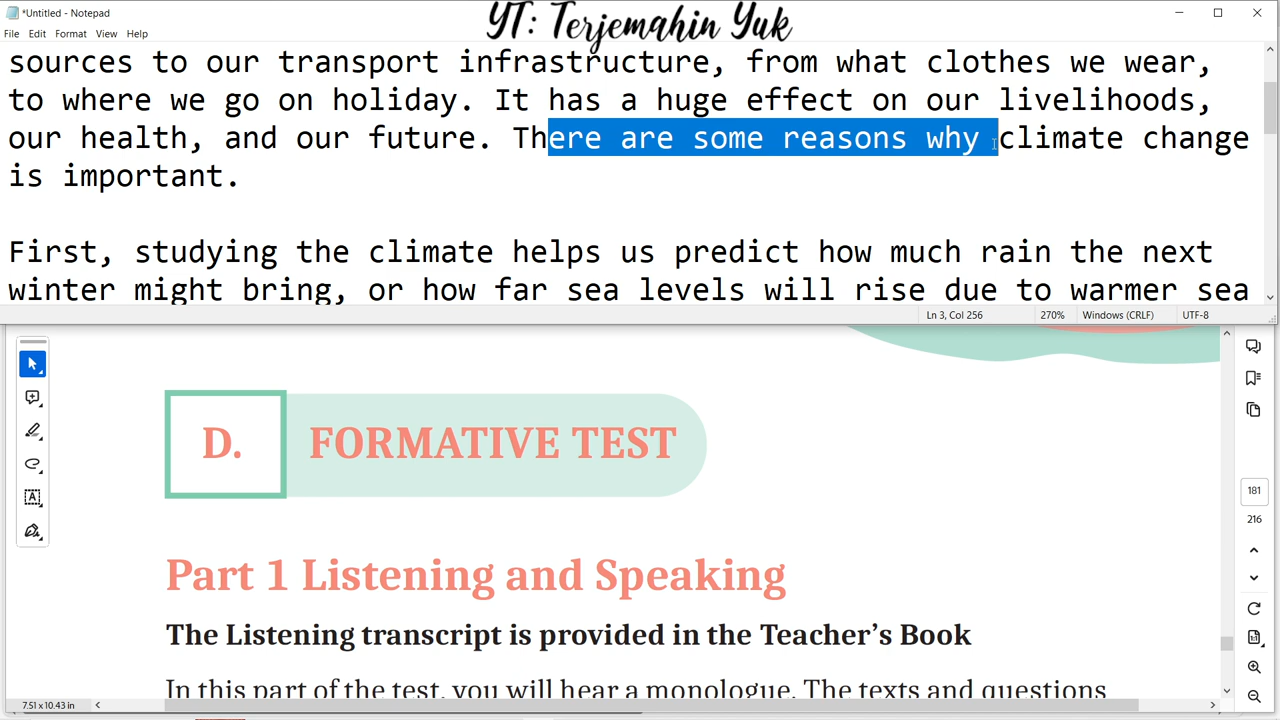 *Untitled - Notepad
YT: Terjemahin Yuk
File Edit Format View Help
sources to our transport infrastructure, from what clothes we wear,
to where we go on holiday. It has a huge effect on our livelihoods,
our health, and our future. There are some reasons why climate change
is important.
First, studying the climate helps us predict how much rain the next
winter might bring, or how far sea levels will rise due to warmer sea
Ln 3, Col 256 270% Windows (CRLF) UTF-8
D. FORMATIVE TEST
Part 1 Listening and Speaking
The Listening transcript is provided in the Teacher’s Book
In this part of the test, you will hear a monologue. The texts and questions
181
216
7.51 x 10.43 in